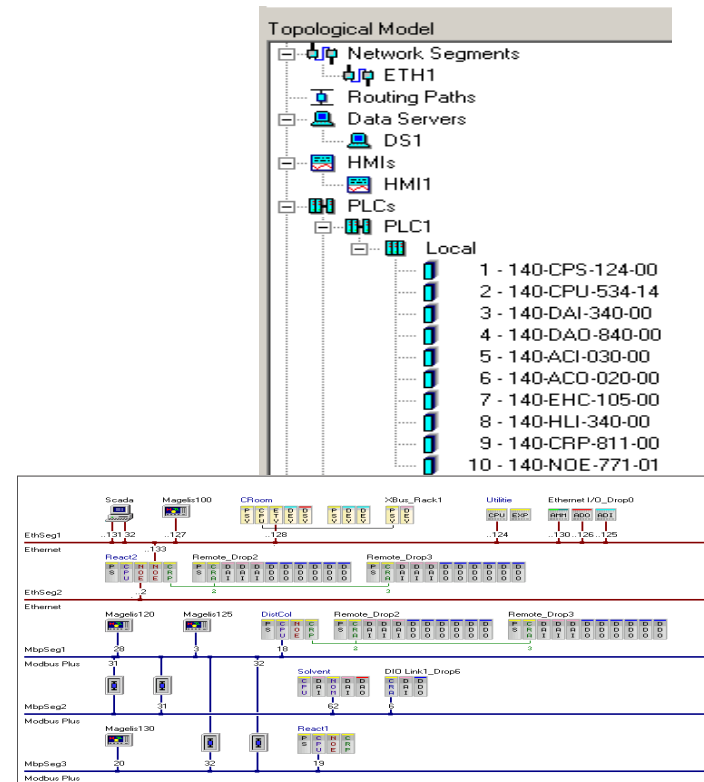 Topological Model
Network Segments
ETH1
Routing Paths
Data Servers
DS1
HMIs
HMI1
PLCs
PLC1
Local
1 - 140-CPS-124-00
2 - 140-CPU-534-14
3 - 140-DAI-340-00
4 - 140-DAO-840-00
5 - 140-ACI-030-00
6 - 140-ACO-020-00
7 - 140-EHC-105-00
8 - 140-HLI-340-00
9 - 140-CRP-811-00
10 - 140-NOE-771-01
Scada Magelis100 CRoom XBus_Rack1 Utilitie Ethernet I/O_Drop0
CPU EXP AMM ADO ADI
EthSeg1 ..131 32 ..127 ..128 ..124 ..130 ..126 ..125
Ethernet ..133
React2 Remote_Drop2 Remote_Drop3
EthSeg2 ..2 2 3
Ethernet
Magelis120 Magelis125 DistCol Remote_Drop2 Remote_Drop3
MbpSeg1 28 3 18 2 3
Modbus Plus 31 32
Solvent DIO Link1_Drop6
MbpSeg2 31 62 6
Modbus Plus
Magelis130 React1
MbpSeg3 20 32 19
Modbus Plus